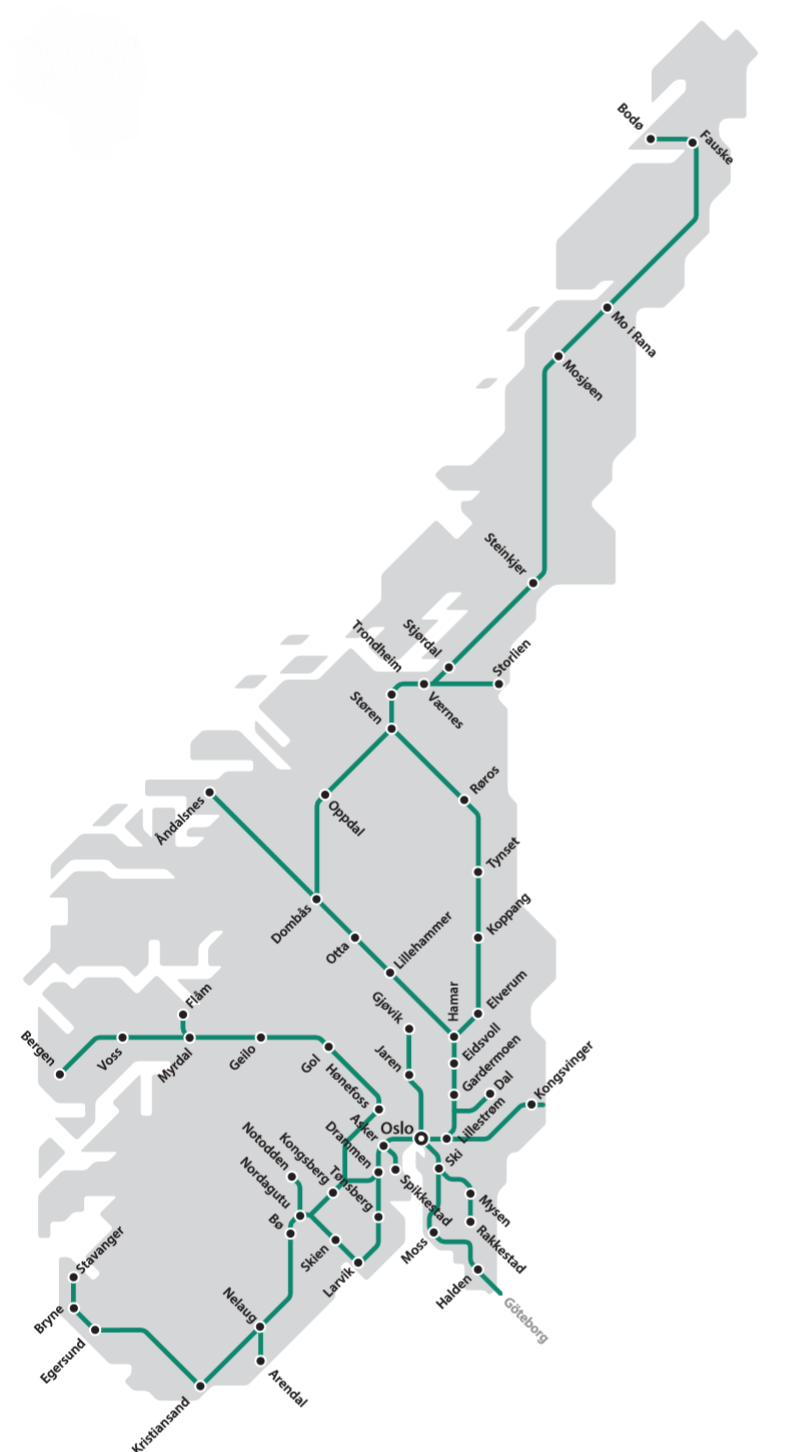 Bodø
Fauske
Mo i Rana
Mosjøen
Steinkjer
Stjørdal
Storlien
Trondheim
Værnes
Støren
Røros
Oppdal
Åndalsnes
Tynset
Koppang
Dombås
Otta
Lillehammer
Hamar
Elverum
Flåm
Gjøvik
Eidsvoll
Bergen
Voss
Myrdal
Geilo
Gol
Jaren
Gardermoen
Dal
Kongsvinger
Hønefoss
Lillestrøm
Oslo
Asker
Drammen
Ski
Notodden
Kongsberg
Nordagutu
Tønsberg
Spikkestad
Mysen
Bø
Skien
Moss
Rakkestad
Stavanger
Larvik
Halden
Göteborg
Bryne
Nelaug
Egersund
Arendal
Kristiansand